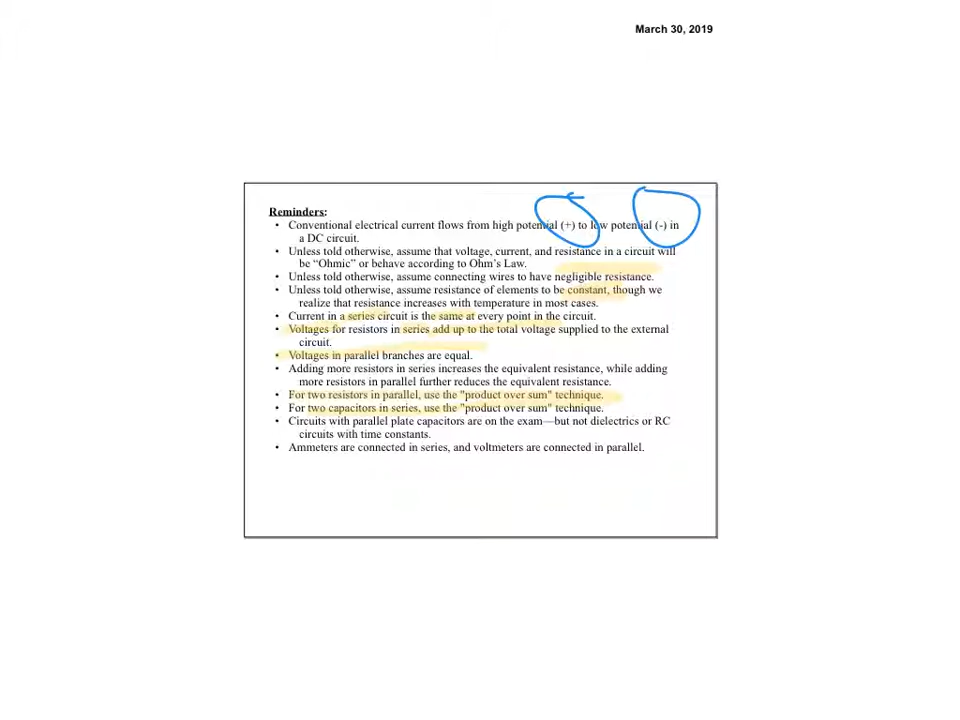 March 30, 2019
Reminders:
• Conventional electrical current flows from high potential (+) to low potential (-) in
a DC circuit.
• Unless told otherwise, assume that voltage, current, and resistance in a circuit will
be “Ohmic” or behave according to Ohm’s Law.
• Unless told otherwise, assume connecting wires to have negligible resistance.
• Unless told otherwise, assume resistance of elements to be constant, though we
realize that resistance increases with temperature in most cases.
• Current in a series circuit is the same at every point in the circuit.
• Voltages for resistors in series add up to the total voltage supplied to the external
circuit.
• Voltages in parallel branches are equal.
• Adding more resistors in series increases the equivalent resistance, while adding
more resistors in parallel further reduces the equivalent resistance.
• For two resistors in parallel, use the "product over sum" technique.
• For two capacitors in series, use the "product over sum" technique.
• Circuits with parallel plate capacitors are on the exam—but not dielectrics or RC
circuits with time constants.
• Ammeters are connected in series, and voltmeters are connected in parallel.